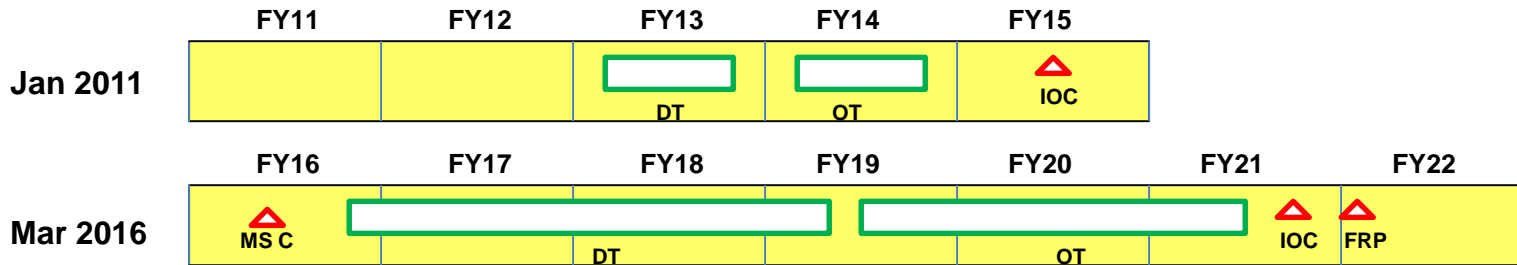 FY11 FY12 FY13 FY14 FY15
Jan 2011
IOC
DT OT
FY16 FY17 FY18 FY19 FY20 FY21 FY22
Mar 2016
MS C IOC FRP
DT OT